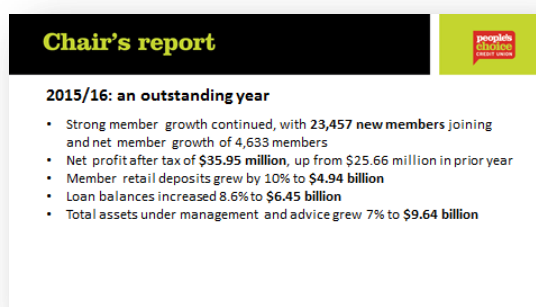 Chair's report
people's
choice
CREDIT UNION
2015/16: an outstanding year
• Strong member growth continued, with 23,457 new members joining
and net member growth of 4,633 members
• Net profit after tax of $35.95 million, up from $25.66 million in prior year
• Member retail deposits grew by 10% to $4.94 billion
• Loan balances increased 8.6% to $6.45 billion
• Total assets under management and advice grew 7% to $9.64 billion